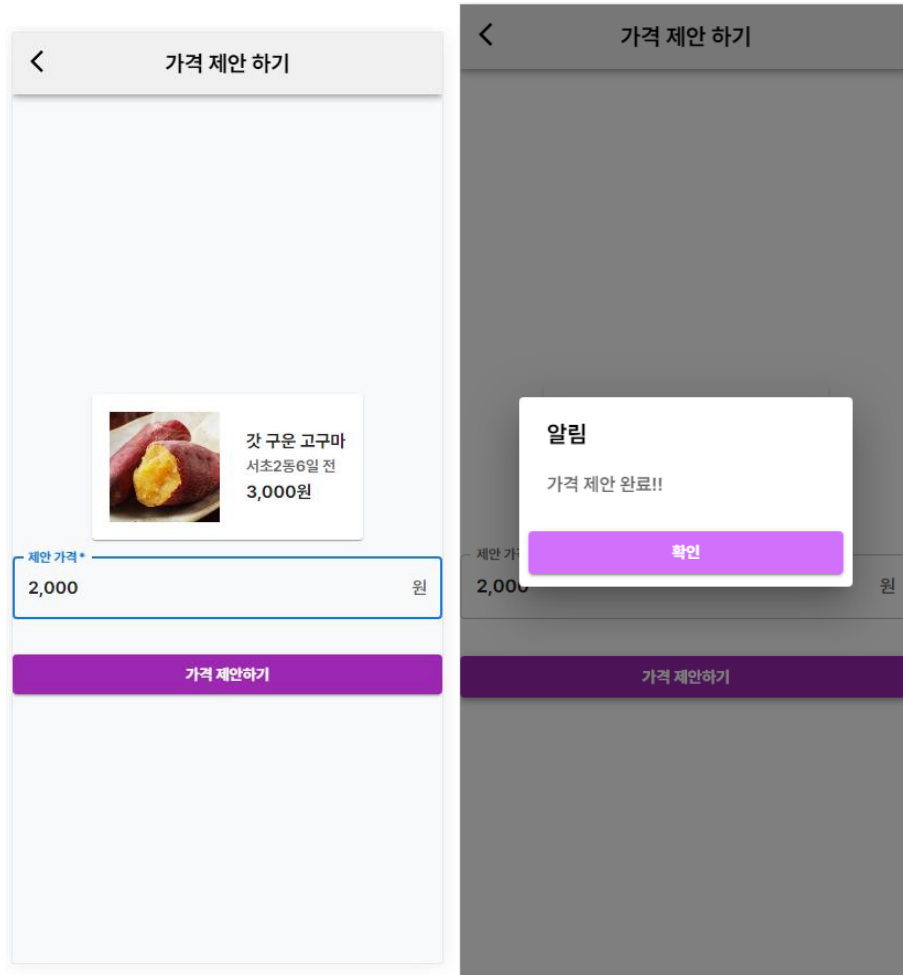 가격 제안 하기
갓 구운 고구마
서초2동6일 전
3,000원
제안 가격 *
2,000 원
가격 제안하기
가격 제안 하기
알림
가격 제안 완료!!
확인
제안 가
2,000 원
가격 제안하기